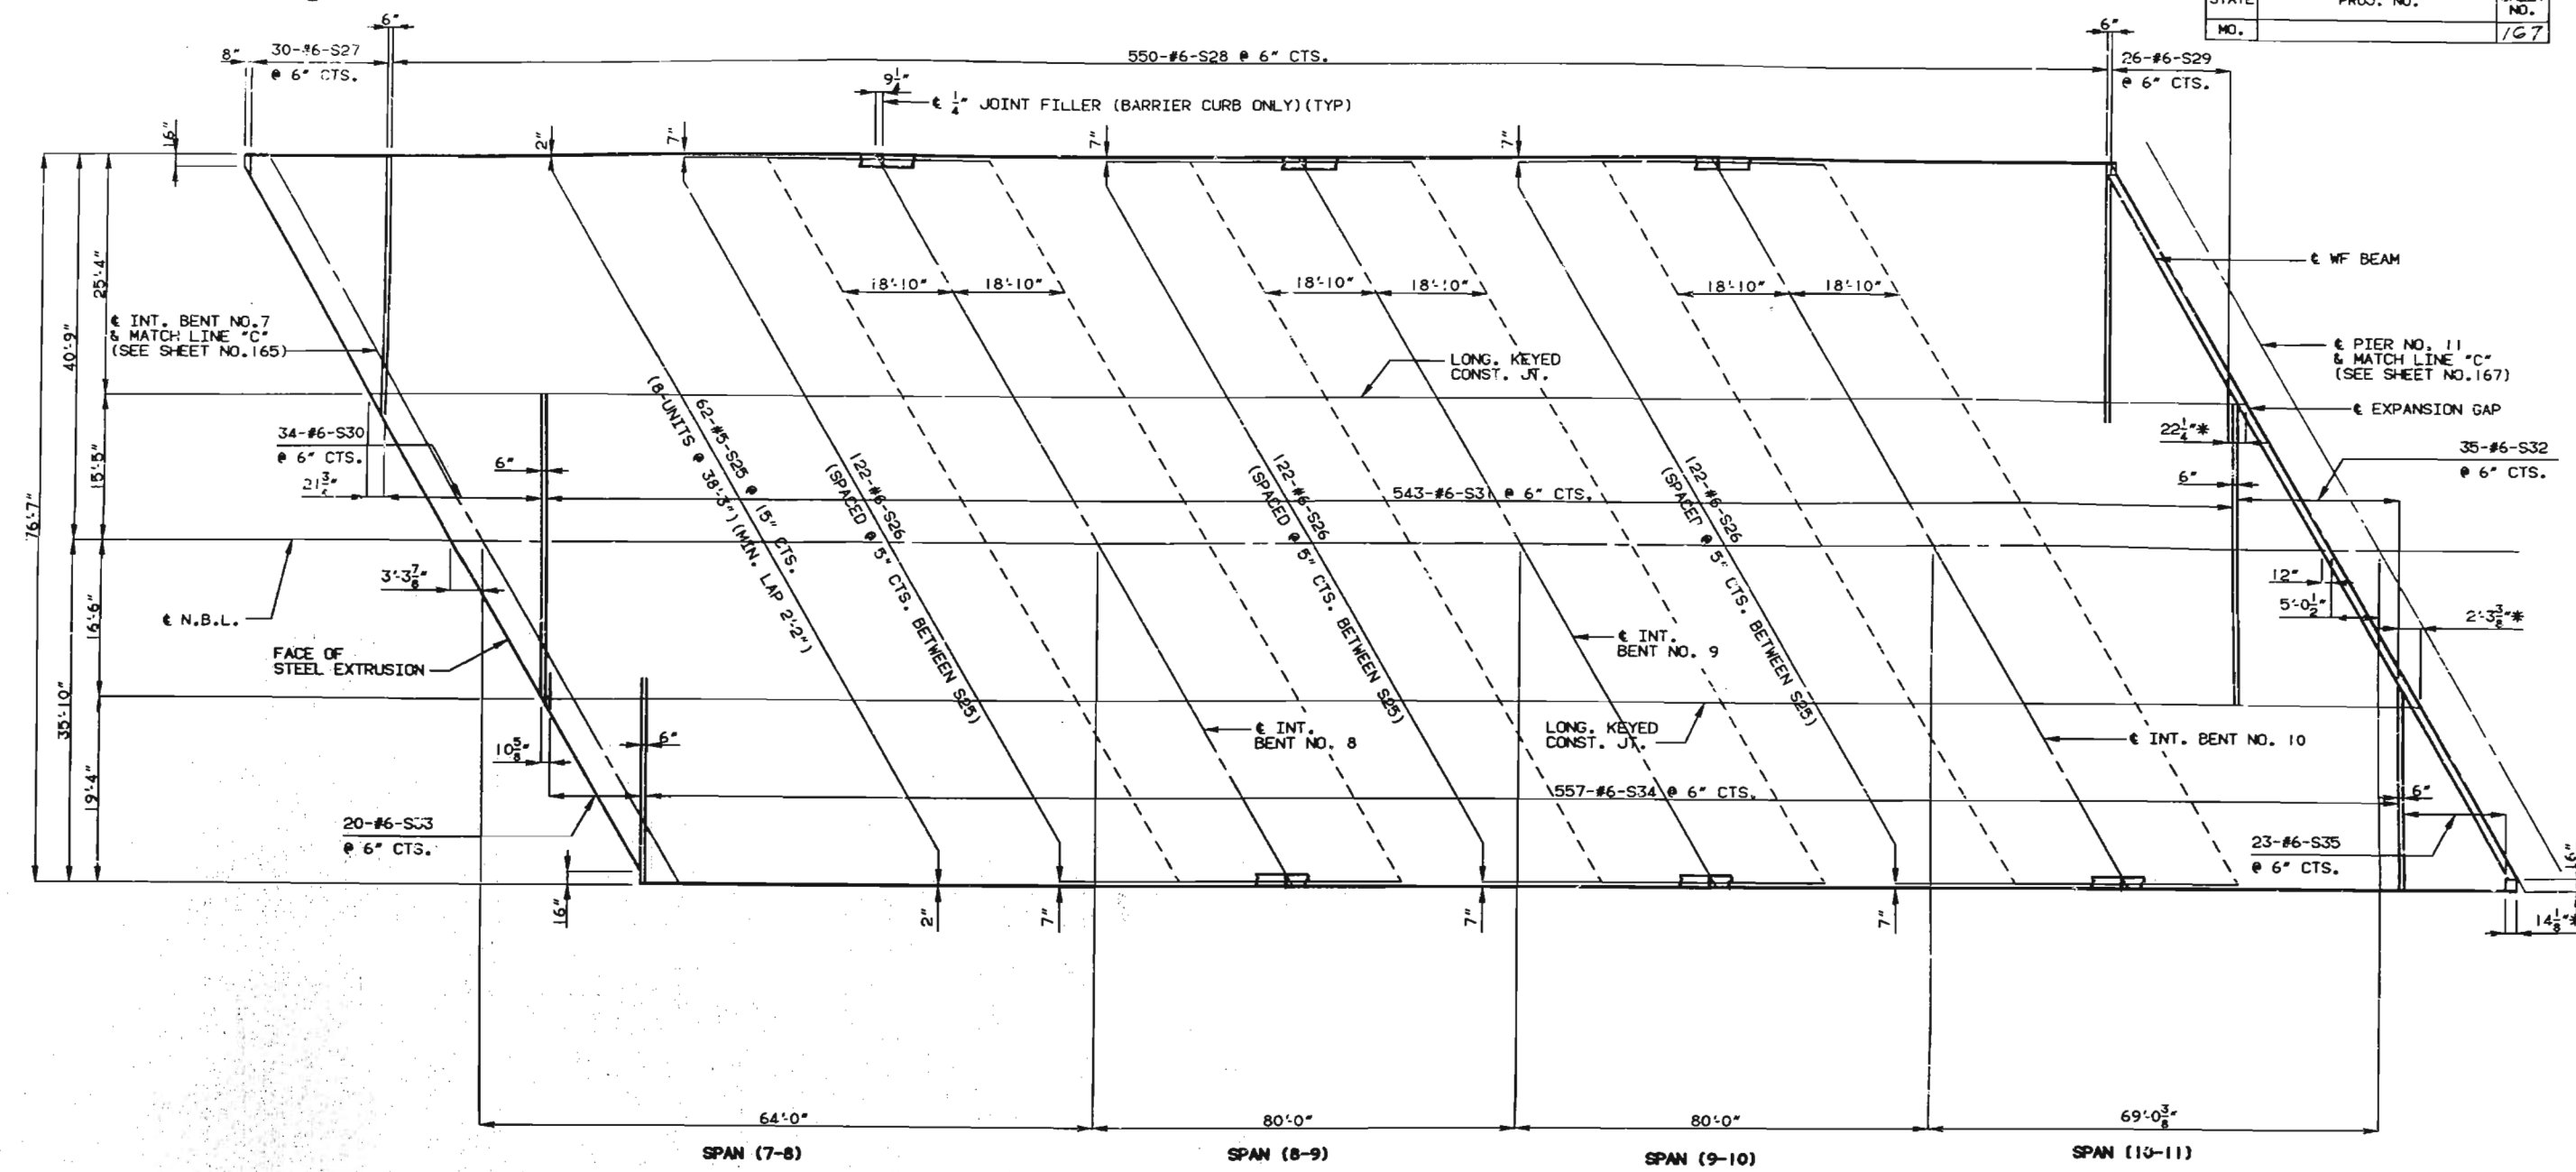 STATE PROJ. NO. NO.
MO. 167
6"
8" 30-#6-S27
@ 6" CTS.
550-#6-S28 @ 6" CTS.
6"
26-#6-S29
@ 6" CTS.
9¼"
℄ ¼" JOINT FILLER (BARRIER CURB ONLY)(TYP)
16"
2"
7"
7"
7"
76'-7"
40'-9"
25'-4"
15'-5"
35'-10"
16'-6"
19'-4"
18'-10" 18'-10" 18'-10" 18'-10" 18'-10" 18'-10"
℄ WF BEAM
℄ INT. BENT NO.7
& MATCH LINE "C"
(SEE SHEET NO.165)
LONG. KEYED
CONST. JT.
℄ PIER NO. 11
& MATCH LINE "C"
(SEE SHEET NO.167)
℄ EXPANSION GAP
34-#6-S30
@ 6" CTS.
6"
22¼"*
35-#6-S32
@ 6" CTS.
6"
543-#6-S31 @ 6" CTS.
62-#5-S25 @ 15" CTS.
(8-UNITS @ 38'-3")(MIN. LAP 2'-2")
122-#6-S26
(SPACED @ 5" CTS. BETWEEN S25)
122-#6-S26
(SPACED @ 5" CTS. BETWEEN S25)
122-#6-S26
(SPACED @ 5" CTS. BETWEEN S25)
3'-3⅞"
℄ N.B.L.
12"
5'-0½"
2'-3⅜"*
FACE OF
STEEL EXTRUSION
℄ INT.
BENT NO. 9
℄ INT.
BENT NO. 8
LONG. KEYED
CONST. JT.
℄ INT. BENT NO. 10
10⅝"
6"
557-#6-S34 @ 6" CTS.
6"
20-#6-S33
@ 6" CTS.
23-#6-S35
@ 6" CTS.
16"
16"
2"
7"
7"
7"
14⅛"*
64'-0" 80'-0" 80'-0" 69'-0⅜"
SPAN (7-8) SPAN (8-9) SPAN (9-10) SPAN (10-11)